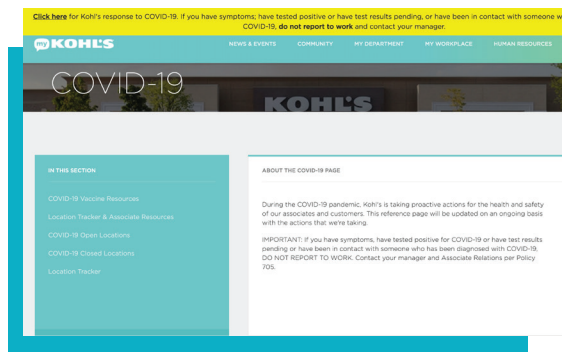 Click here for Kohl's response to COVID-19. If you have symptoms; have tested positive or have test results pending, or have been in contact with someone w
COVID-19, do not report to work and contact your manager.
my KOHL'S
NEWS & EVENTS
COMMUNITY
MY DEPARTMENT
MY WORKPLACE
HUMAN RESOURCES
COVID-19
KOHL'S
IN THIS SECTION
COVID-19 Vaccine Resources
Location Tracker & Associate Resources
COVID-19 Open Locations
COVID-19 Closed Locations
Location Tracker
ABOUT THE COVID-19 PAGE
During the COVID-19 pandemic, Kohl's is taking proactive actions for the health and safety
of our associates and customers. This reference page will be updated on an ongoing basis
with the actions that we're taking.
IMPORTANT: If you have symptoms, have tested positive for COVID-19 or have test results
pending or have been in contact with someone who has been diagnosed with COVID-19,
DO NOT REPORT TO WORK. Contact your manager and Associate Relations per Policy
705.